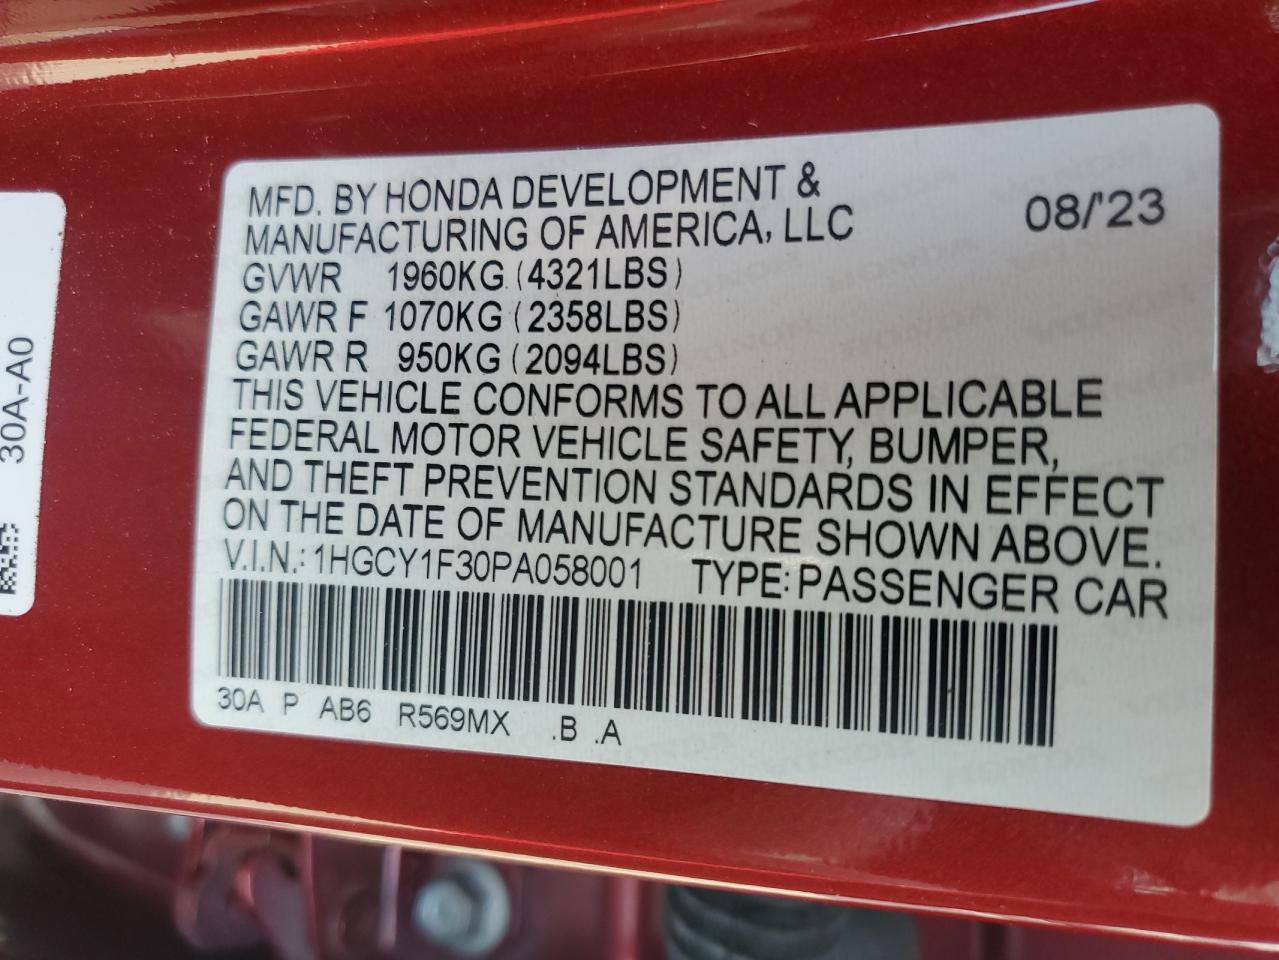 MFD. BY HONDA DEVELOPMENT &
MANUFACTURING OF AMERICA, LLC
08/'23
GVWR 1960KG (4321LBS)
GAWR F 1070KG (2358LBS)
GAWR R 950KG (2094LBS)
THIS VEHICLE CONFORMS TO ALL APPLICABLE
FEDERAL MOTOR VEHICLE SAFETY, BUMPER,
AND THEFT PREVENTION STANDARDS IN EFFECT
ON THE DATE OF MANUFACTURE SHOWN ABOVE.
V.I.N.: 1HGCY1F30PA058001 TYPE: PASSENGER CAR
30A P AB6 R569MX .B .A
30A-A0